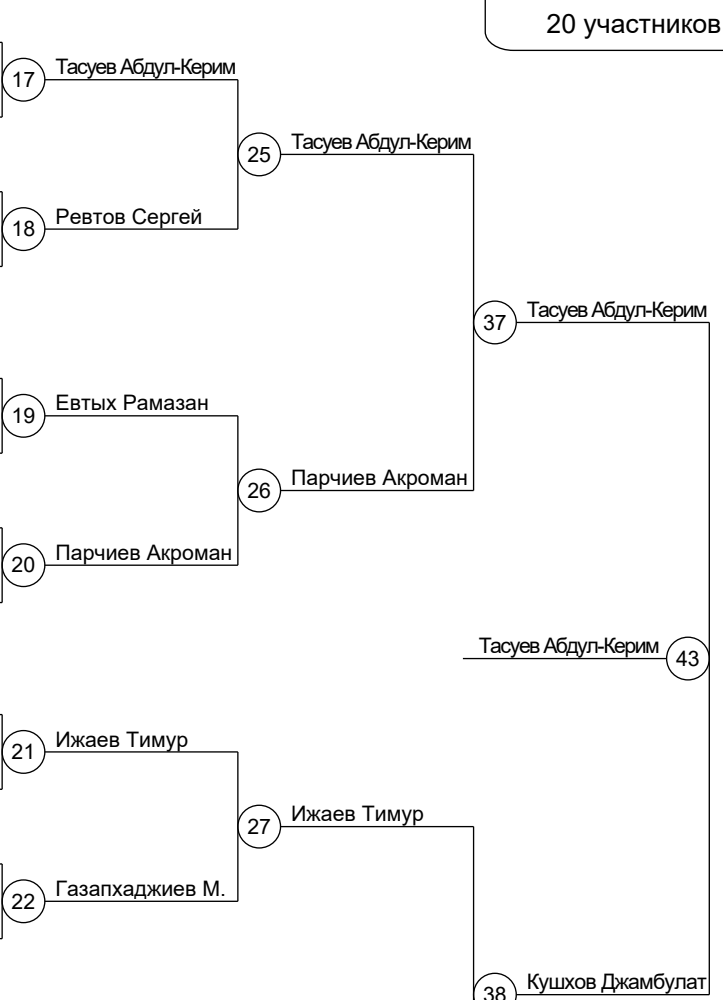 20 участников
17 Тасуев Абдул-Керим
25 Тасуев Абдул-Керим
18 Ревтов Сергей
37 Тасуев Абдул-Керим
19 Евтых Рамазан
26 Парчиев Акроман
20 Парчиев Акроман
Тасуев Абдул-Керим 43
21 Ижаев Тимур
27 Ижаев Тимур
22 Газапхаджиев М.
38 Кушхов Джамбулат